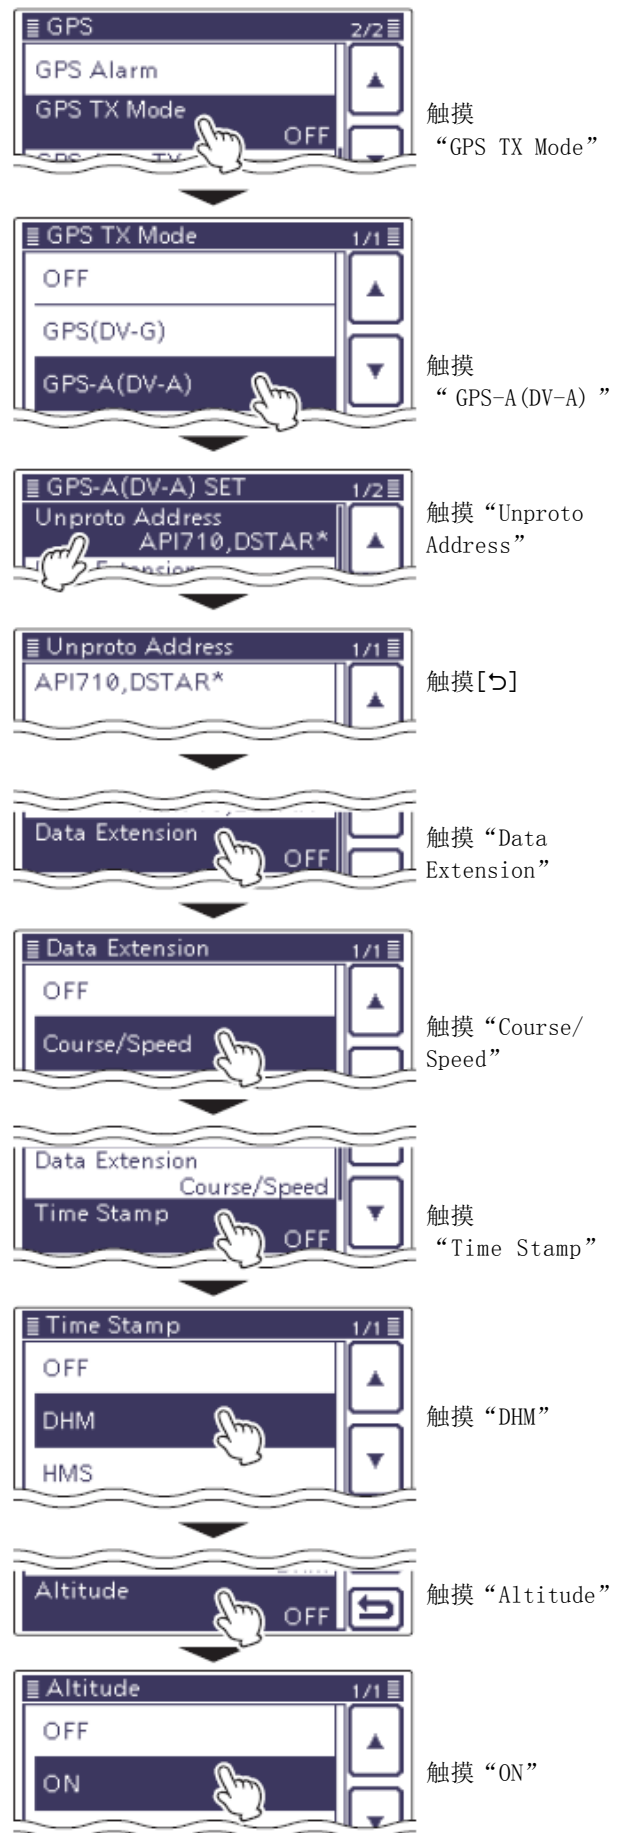 GPS 2/2
GPS Alarm
GPS TX Mode
OFF
触摸
“GPS TX Mode”
GPS TX Mode 1/1
OFF
GPS(DV-G)
GPS-A(DV-A)
触摸
“ GPS-A(DV-A) ”
GPS-A(DV-A) SET 1/2
Unproto Address
API710,DSTAR*
触摸“Unproto
Address”
Unproto Address 1/1
API710,DSTAR*
触摸[⮌]
Data Extension
OFF
触摸“Data
Extension”
Data Extension 1/1
OFF
Course/Speed
触摸“Course/
Speed”
Data Extension
Course/Speed
Time Stamp
OFF
触摸
“Time Stamp”
Time Stamp 1/1
OFF
DHM
HMS
触摸“DHM”
Altitude
OFF
触摸“Altitude”
Altitude 1/1
OFF
ON
触摸“ON”